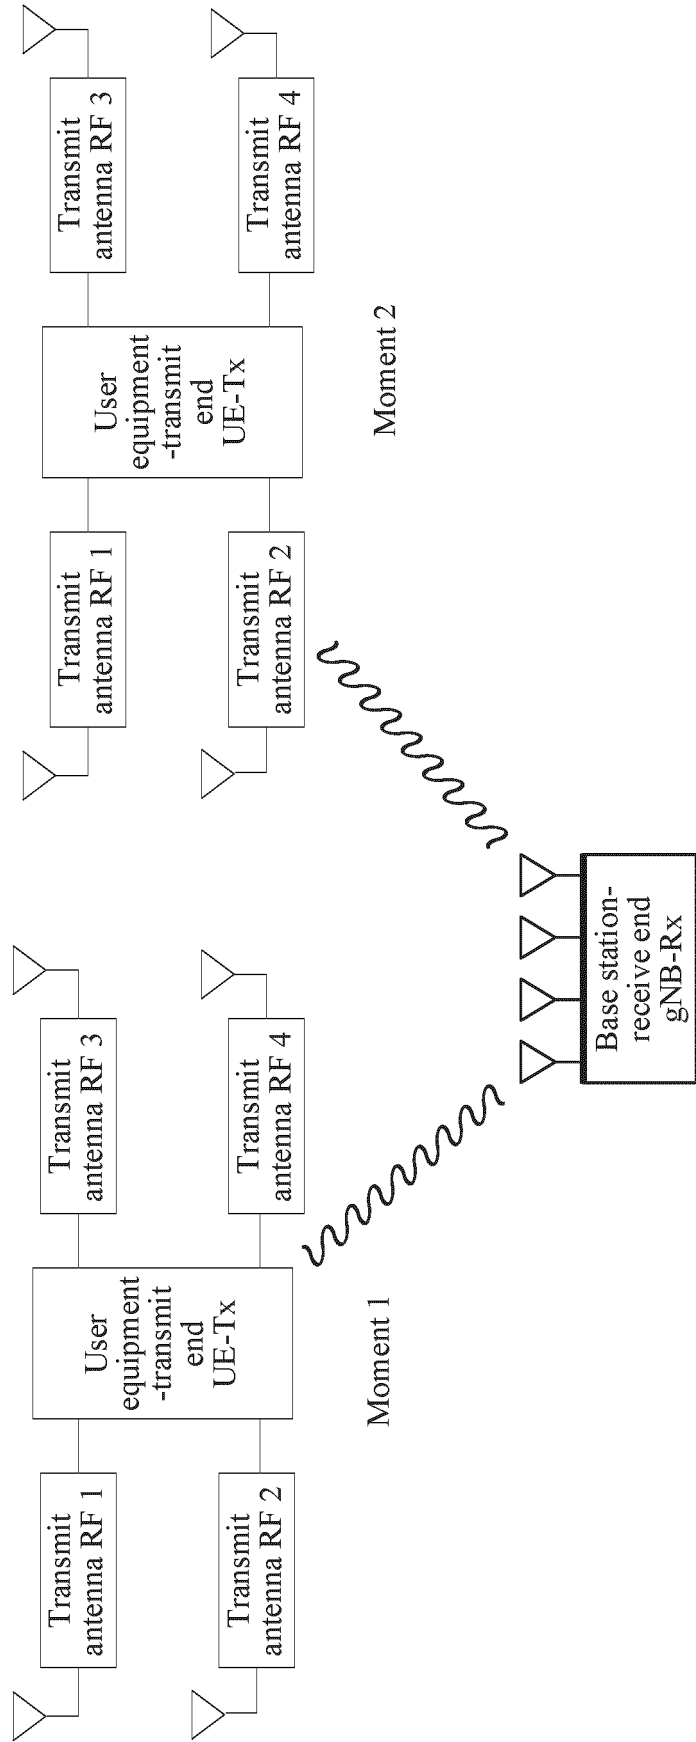 Transmit
antenna RF 1
Transmit
antenna RF 2
User
equipment
-transmit
end
UE-Tx
Transmit
antenna RF 3
Transmit
antenna RF 4
Moment 1
Transmit
antenna RF 1
Transmit
antenna RF 2
User
equipment
-transmit
end
UE-Tx
Transmit
antenna RF 3
Transmit
antenna RF 4
Moment 2
Base station-
receive end
gNB-Rx